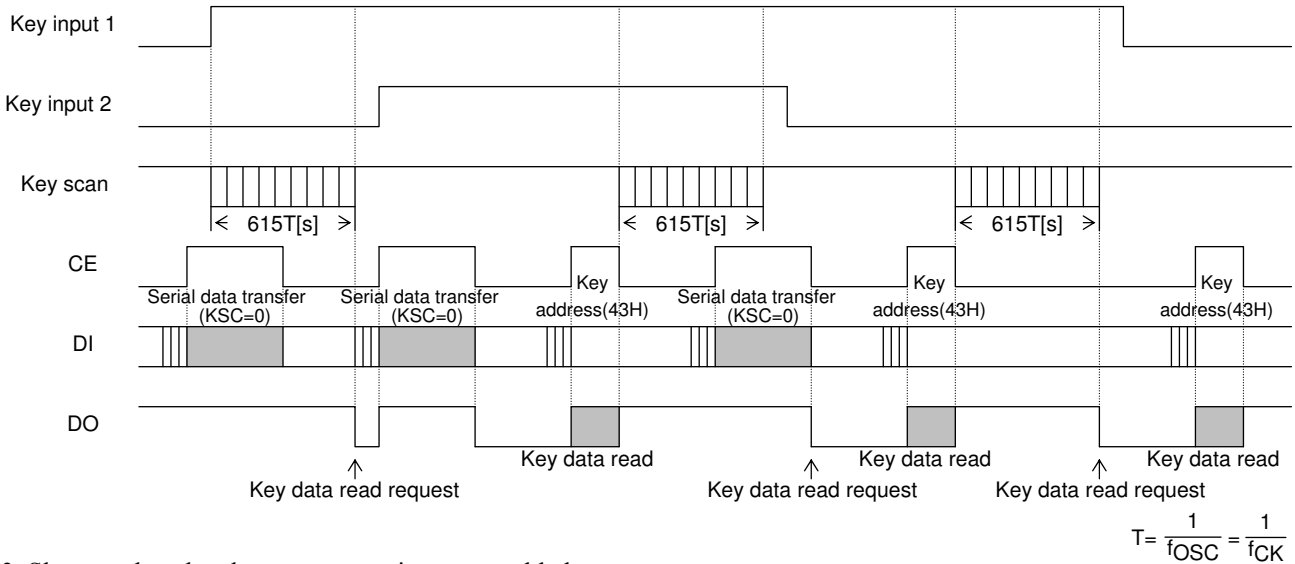 Key input 1
Key input 2
Key scan
615T[s] 615T[s] 615T[s]
CE
Key Key Key
Serial data transfer Serial data transfer address(43H) Serial data transfer address(43H) address(43H)
(KSC=0) (KSC=0) (KSC=0)
DI
DO
Key data read Key data read Key data read
Key data read request Key data read request Key data read request
T= 1/fOSC = 1/fCK